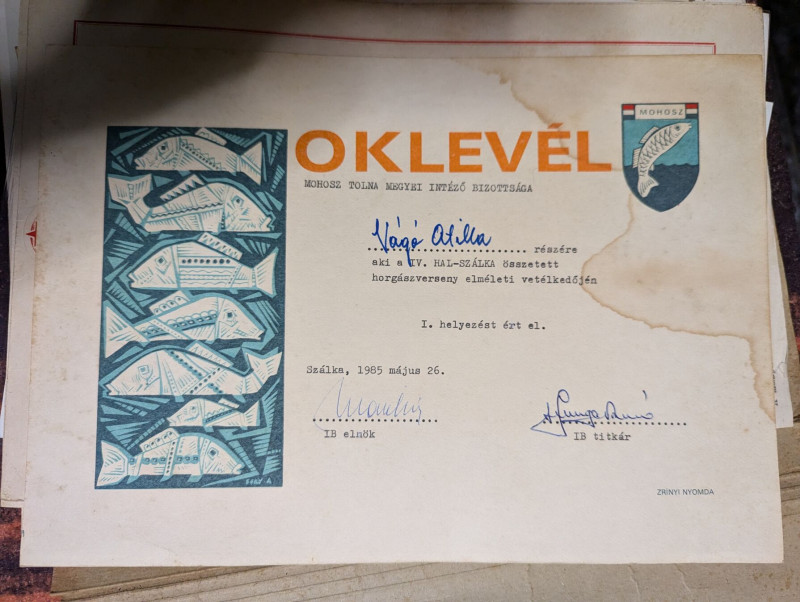 MOHOSZ
OKLEVÉL
MOHOSZ TOLNA MEGYEI INTÉZŐ BIZOTTSÁGA
Vágó Atilla részére
aki a IV. HAL-SZÁLKA összetett
horgászverseny elméleti vetélkedőjén
I. helyezést ért el.
Szálka, 1985 május 26.
IB elnök
IB titkár
ZRÍNYI NYOMDA